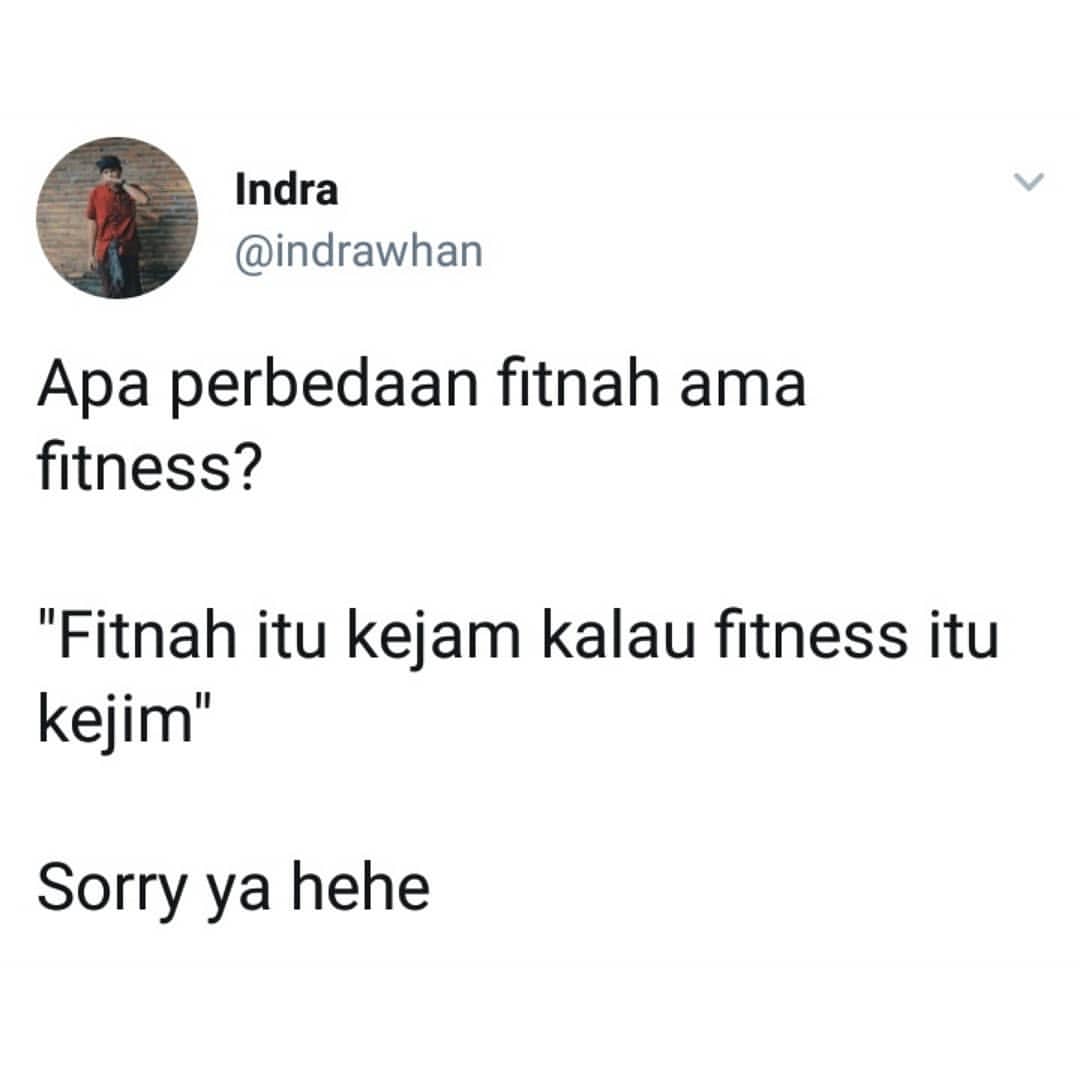 Indra
@indrawhan
Apa perbedaan fitnah ama
fitness?
"Fitnah itu kejam kalau fitness itu
kejim"
Sorry ya hehe